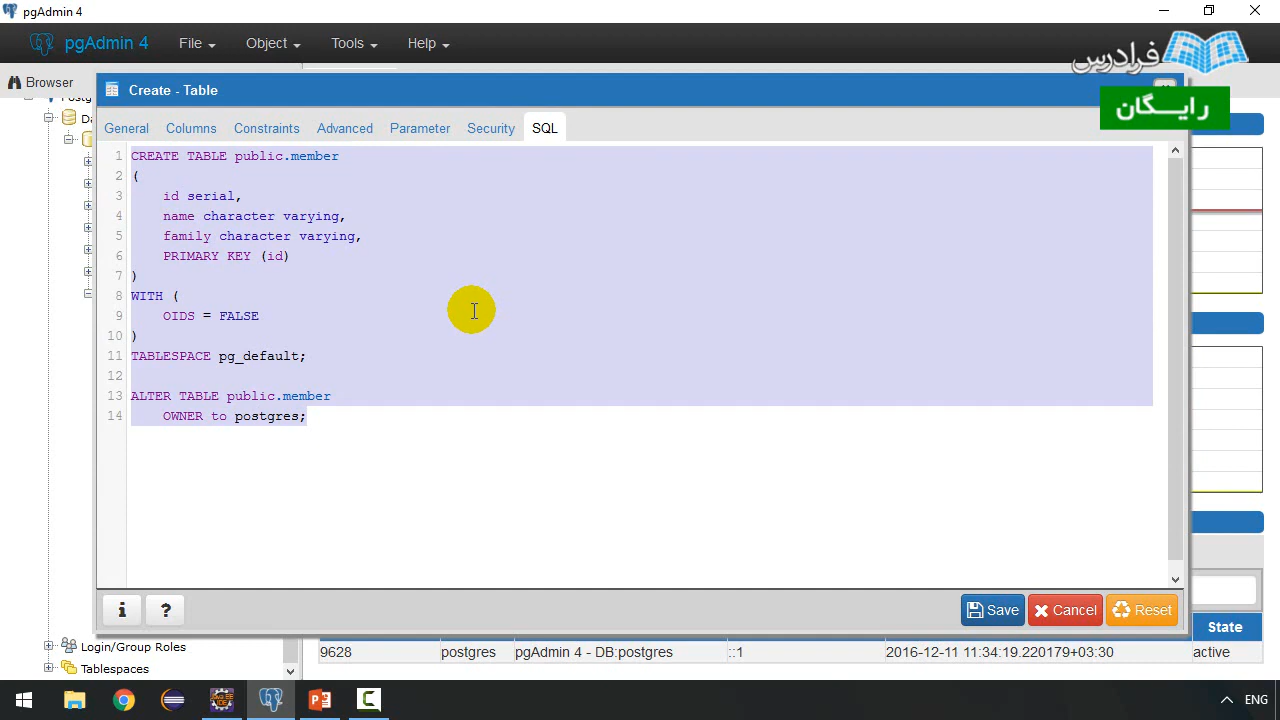 pgAdmin 4
pgAdmin 4 File Object Tools Help
فرادرس
رایــگان
Browser
Create - Table
General Columns Constraints Advanced Parameter Security SQL
1 CREATE TABLE public.member
2 (
3 id serial,
4 name character varying,
5 family character varying,
6 PRIMARY KEY (id)
7 )
8 WITH (
9 OIDS = FALSE
10 )
11 TABLESPACE pg_default;
12
13 ALTER TABLE public.member
14 OWNER to postgres;
i ? Save Cancel Reset
State
Login/Group Roles
9628 postgres pgAdmin 4 - DB:postgres ::1 2016-12-11 11:34:19.220179+03:30 active
Tablespaces
ENG